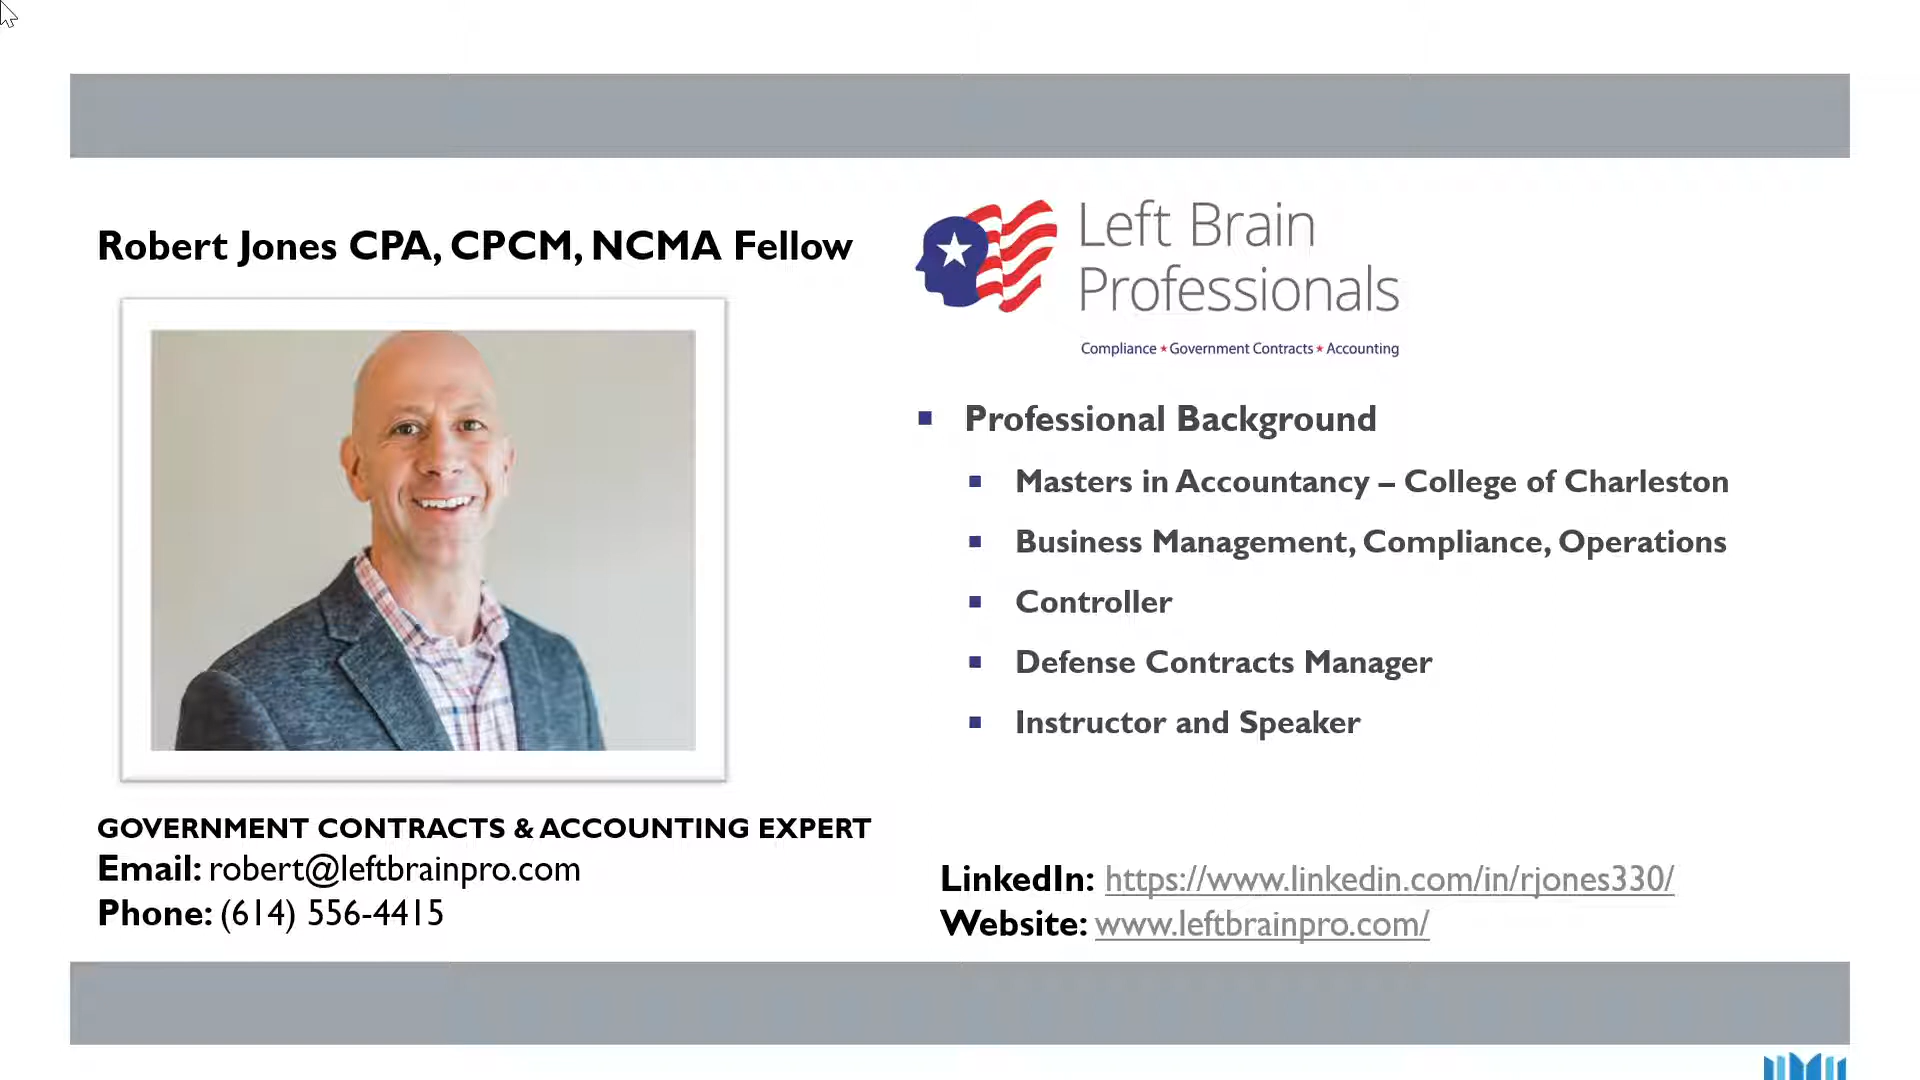 Robert Jones CPA, CPCM, NCMA Fellow
GOVERNMENT CONTRACTS & ACCOUNTING EXPERT
Email: robert@leftbrainpro.com
Phone: (614) 556-4415
Left Brain
Professionals
Compliance ★ Government Contracts ★ Accounting
Professional Background
Masters in Accountancy – College of Charleston
Business Management, Compliance, Operations
Controller
Defense Contracts Manager
Instructor and Speaker
LinkedIn: https://www.linkedin.com/in/rjones330/
Website: www.leftbrainpro.com/